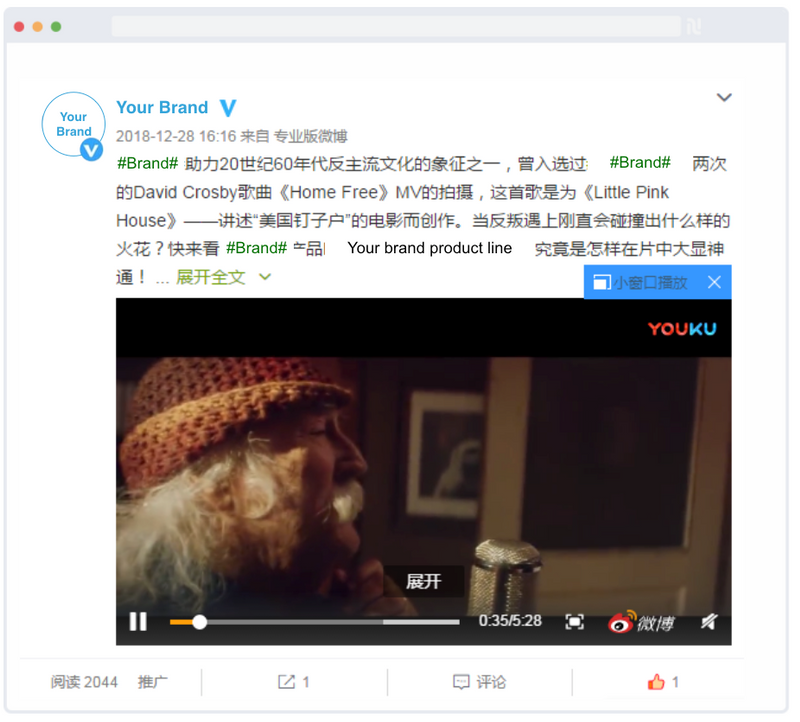 Your
Brand
Your Brand
2018-12-28 16:16 来自 专业版微博
#Brand# 助力20世纪60年代反主流文化的象征之一，曾入选过 #Brand# 两次
的David Crosby歌曲《Home Free》MV的拍摄，这首歌是为《Little Pink
House》——讲述“美国钉子户”的电影而创作。当反叛遇上刚直会碰撞出什么样的
火花？快来看 #Brand# 产品 Your brand product line 究竟是怎样在片中大显神
通！ ... 展开全文
小窗口播放
YOUKU
展开
0:35/5:28
微博
阅读 2044 推广 1 评论 1